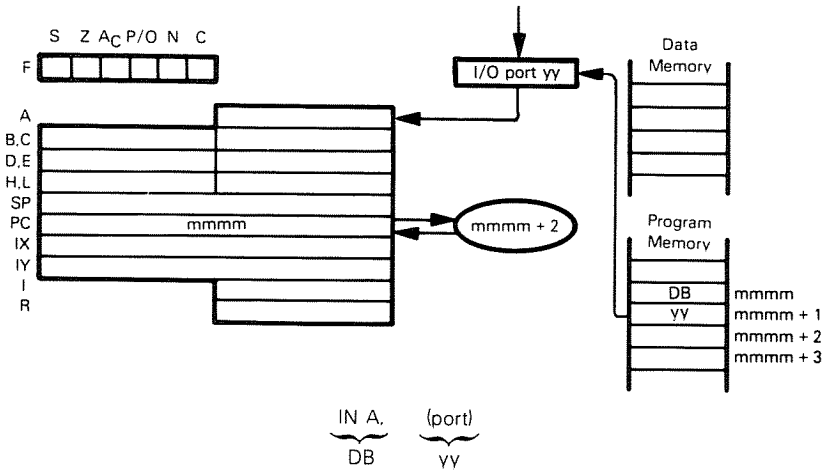 S Z AC P/O N C
F
I/O port yy
Data
Memory
A
B,C
D,E
H,L
SP
PC mmmm
IX
IY
I
R
mmmm + 2
Program
Memory
DB mmmm
yy mmmm + 1
mmmm + 2
mmmm + 3
IN A, (port)
DB yy